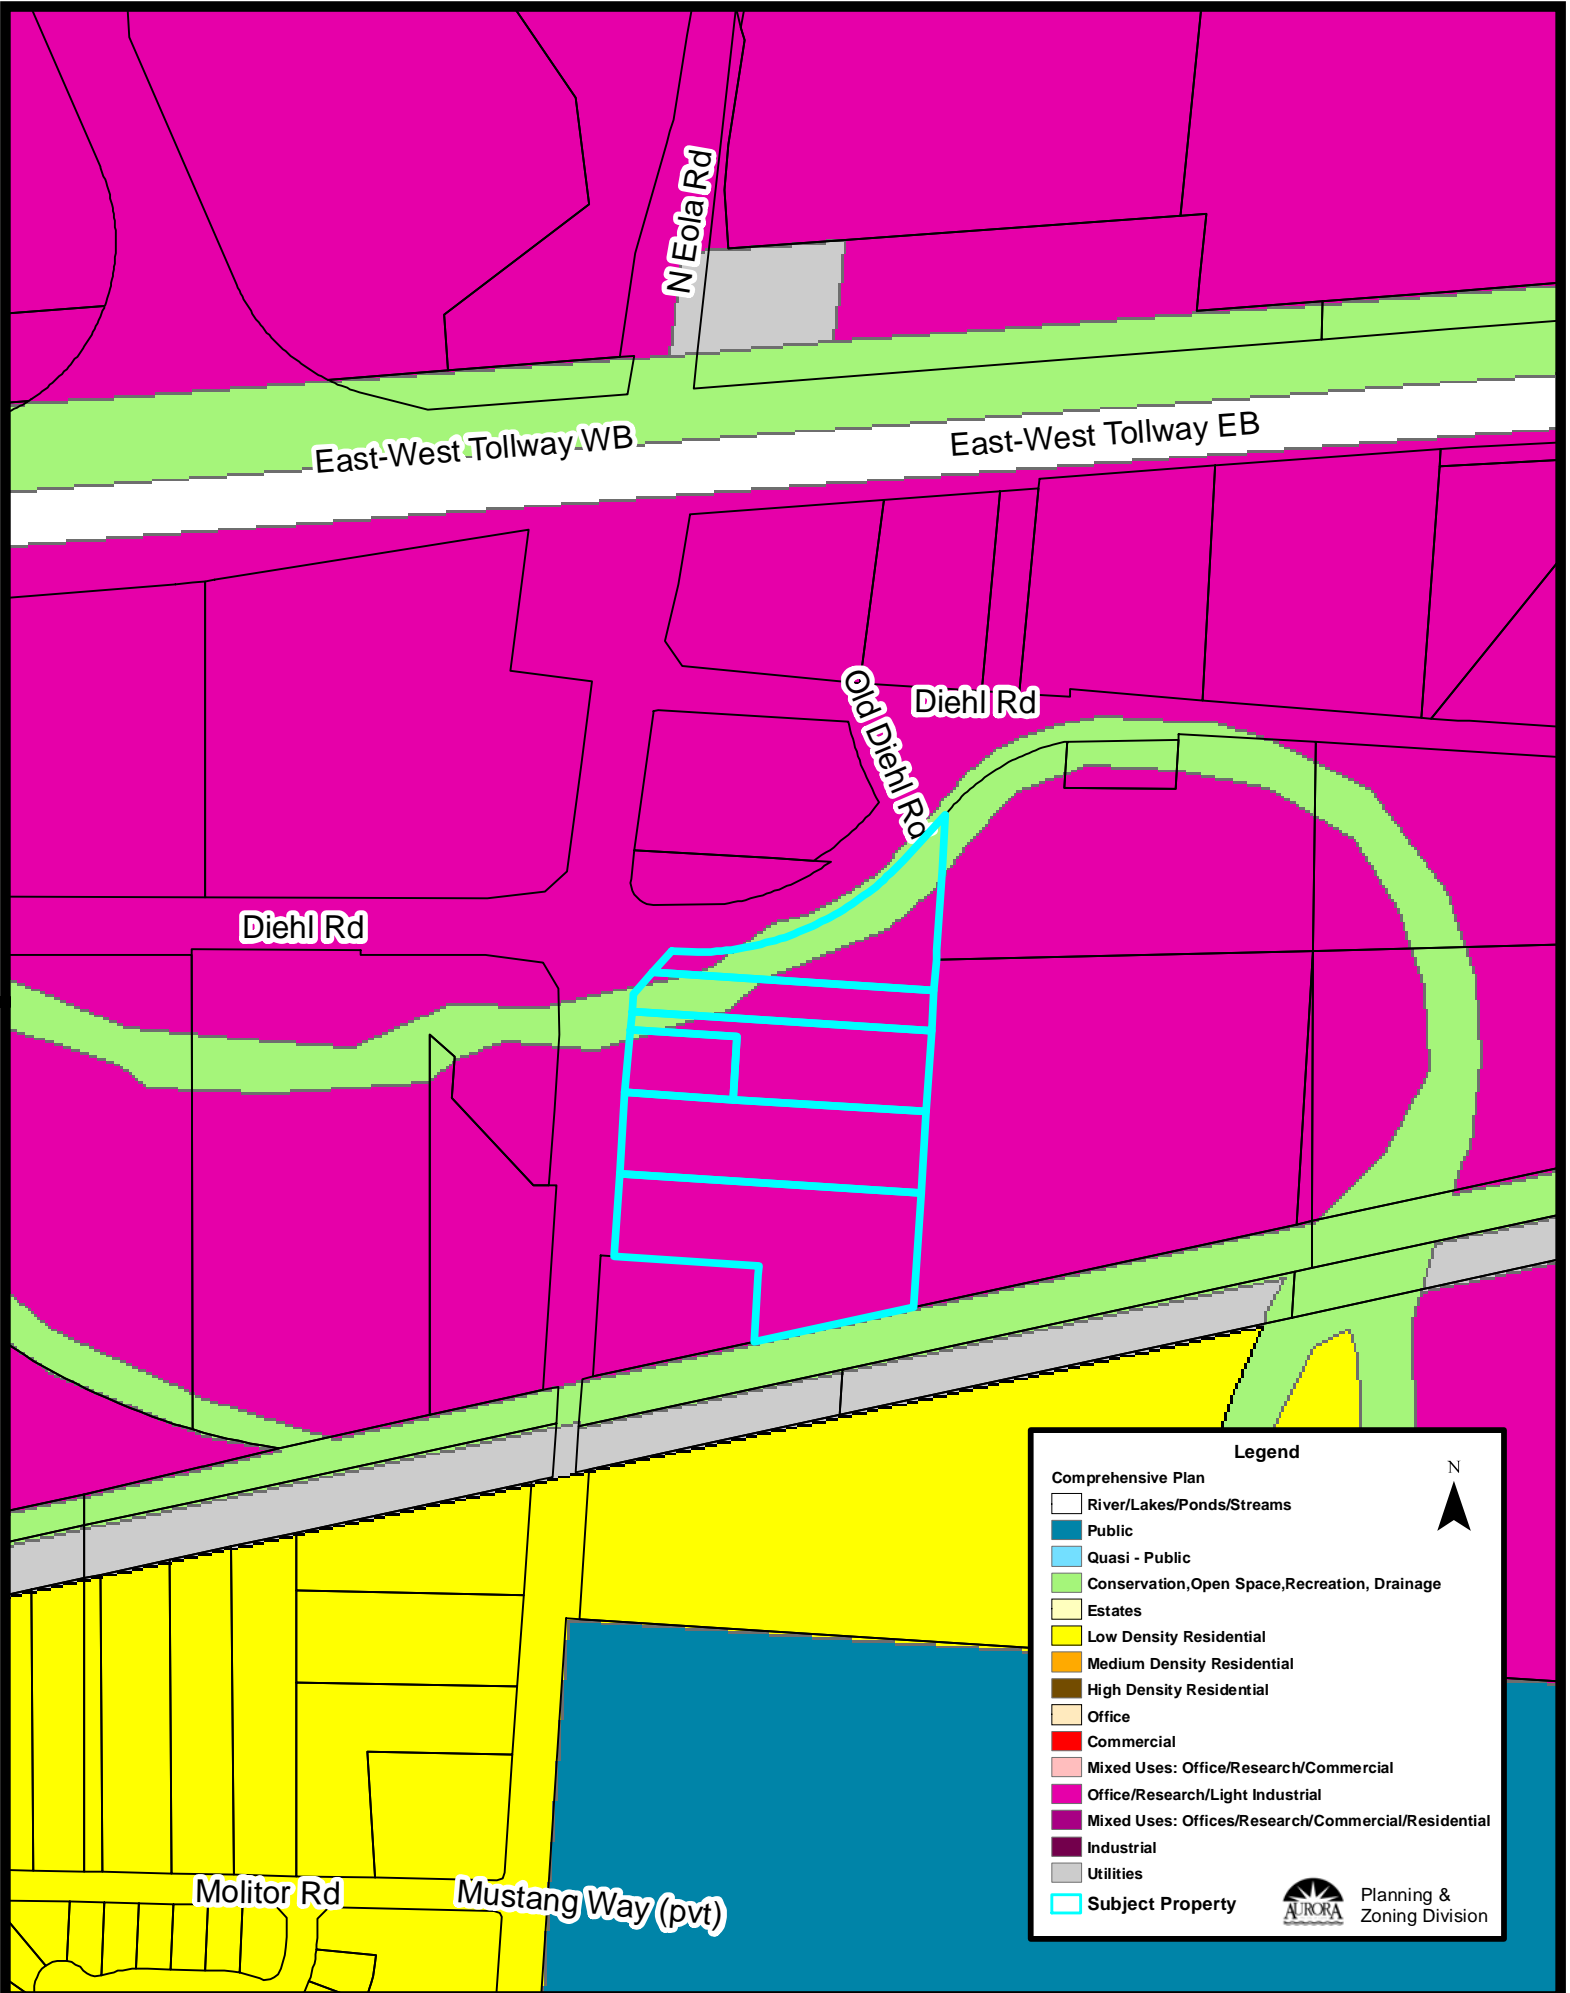 N Eola Rd
East-West Tollway WB
East-West Tollway EB
Old Diehl Rd
Diehl Rd
Diehl Rd
Molitor Rd
Mustang Way (pvt)
Legend
Comprehensive Plan
N
River/Lakes/Ponds/Streams
Public
Quasi - Public
Conservation,Open Space,Recreation, Drainage
Estates
Low Density Residential
Medium Density Residential
High Density Residential
Office
Commercial
Mixed Uses: Office/Research/Commercial
Office/Research/Light Industrial
Mixed Uses: Offices/Research/Commercial/Residential
Industrial
Utilities
Subject Property
AURORA
Planning &
Zoning Division